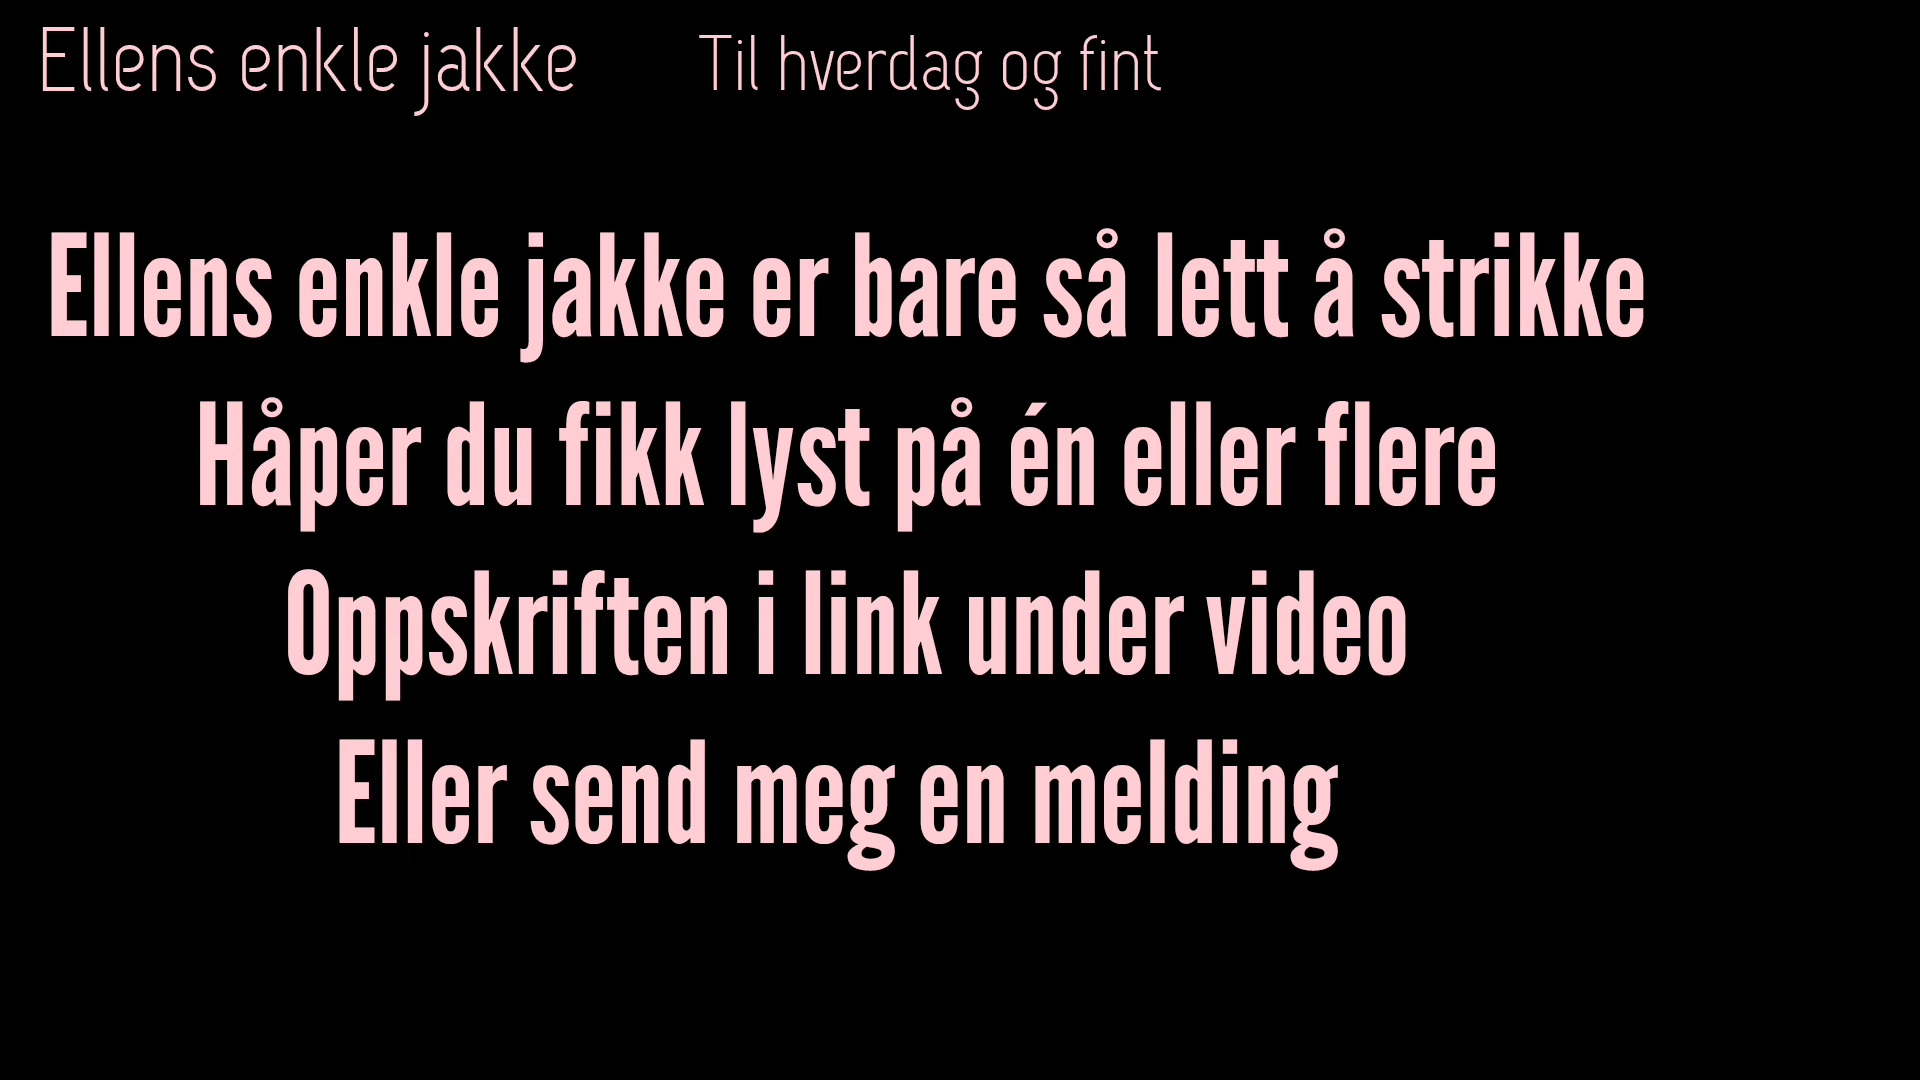 Ellens enkle jakke Til hverdag og fint
Ellens enkle jakke er bare så lett å strikke
Håper du fikk lyst på én eller flere
Oppskriften i link under video
Eller send meg en melding